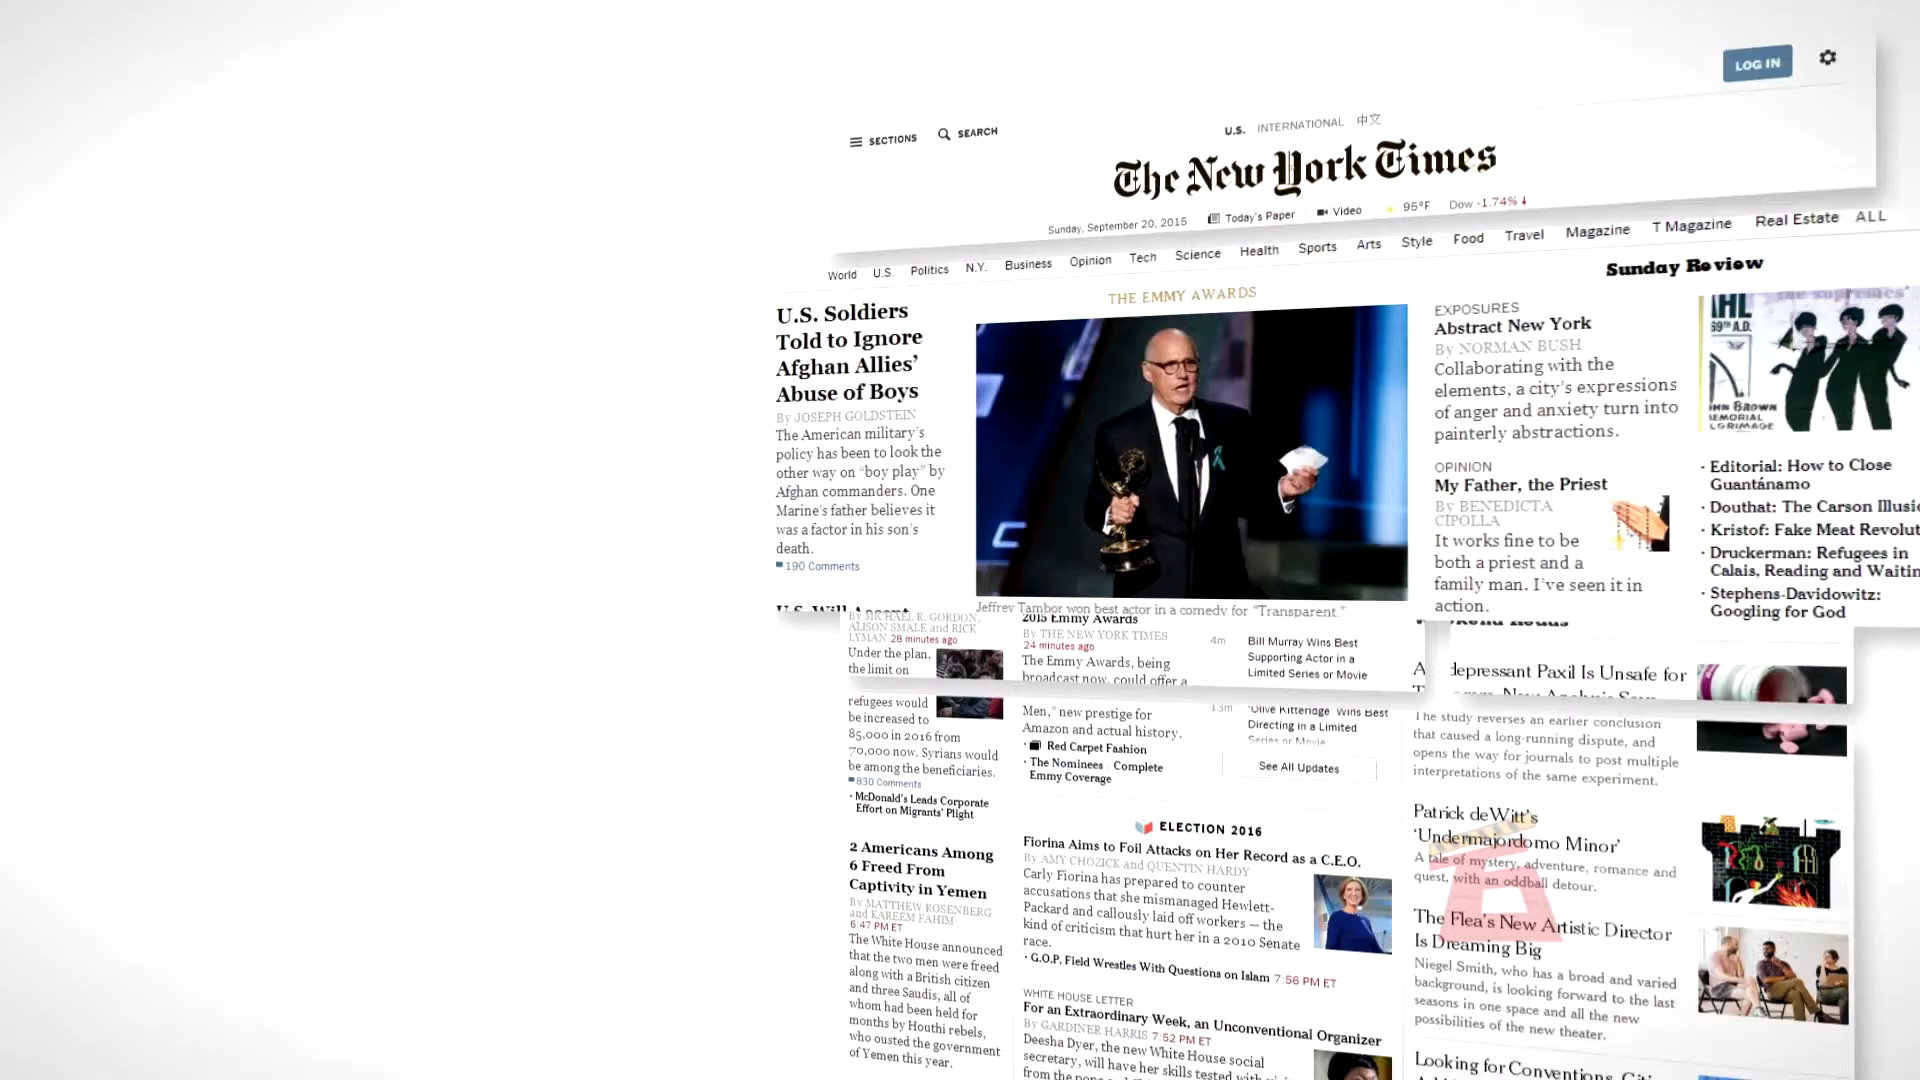 LOG IN
SECTIONS
SEARCH
U.S. INTERNATIONAL 中文
The New York Times
Sunday, September 20, 2015
Today's Paper
Video
95°F
Dow -1.74% ↓
World U.S. Politics N.Y. Business Opinion Tech Science Health Sports Arts Style Food Travel Magazine T Magazine Real Estate ALL
U.S. Soldiers
Told to Ignore
Afghan Allies'
Abuse of Boys
By JOSEPH GOLDSTEIN
The American military's
policy has been to look the
other way on "boy play" by
Afghan commanders. One
Marine's father believes it
was a factor in his son's
death.
190 Comments
U.S. Will Accept
By MICHAEL R. GORDON,
ALISON SMALE and RICK
LYMAN 28 minutes ago
Under the plan,
the limit on
refugees would
be increased to
85,000 in 2016 from
70,000 now. Syrians would
be among the beneficiaries.
830 Comments
· McDonald's Leads Corporate
Effort on Migrants' Plight
2 Americans Among
6 Freed From
Captivity in Yemen
By MATTHEW ROSENBERG
and KAREEM FAHIM
6:47 PM ET
The White House announced
that the two men were freed
along with a British citizen
and three Saudis, all of
whom had been held for
months by Houthi rebels,
who ousted the government
of Yemen this year.
THE EMMY AWARDS
Jeffrey Tambor won best actor in a comedy for "Transparent."
2015 Emmy Awards
By THE NEW YORK TIMES
24 minutes ago
The Emmy Awards, being
broadcast now, could offer a
Men," new prestige for
Amazon and actual history.
· Red Carpet Fashion
· The Nominees Complete
Emmy Coverage
4m
Bill Murray Wins Best
Supporting Actor in a
Limited Series or Movie
13m
'Olive Kitteridge' Wins Best
Directing in a Limited
Series or Movie
See All Updates
ELECTION 2016
Fiorina Aims to Foil Attacks on Her Record as a C.E.O.
By AMY CHOZICK and QUENTIN HARDY
Carly Fiorina has prepared to counter
accusations that she mismanaged Hewlett-
Packard and callously laid off workers — the
kind of criticism that hurt her in a 2010 Senate
race.
· G.O.P. Field Wrestles With Questions on Islam 7:56 PM ET
WHITE HOUSE LETTER
For an Extraordinary Week, an Unconventional Organizer
By GARDINER HARRIS 7:52 PM ET
Deesha Dyer, the new White House social
secretary, will have her skills tested with
from the pope
Sunday Review
EXPOSURES
Abstract New York
By NORMAN BUSH
Collaborating with the
elements, a city's expressions
of anger and anxiety turn into
painterly abstractions.
OPINION
My Father, the Priest
By BENEDICTA
CIPOLLA
It works fine to be
both a priest and a
family man. I've seen it in
action.
the supremes
69TH A.D.
HN BROWN
EMORIAL
LGRIMAGE
· Editorial: How to Close
Guantánamo
· Douthat: The Carson Illusi
· Kristof: Fake Meat Revolut
· Druckerman: Refugees in
Calais, Reading and Waitin
· Stephens-Davidowitz:
Googling for God
depressant Paxil Is Unsafe for
New Analysis Says
The study reverses an earlier conclusion
that caused a long-running dispute, and
opens the way for journals to post multiple
interpretations of the same experiment.
Patrick deWitt's
'Undermajordomo Minor'
A tale of mystery, adventure, romance and
quest, with an oddball detour.
The Flea's New Artistic Director
Is Dreaming Big
Niegel Smith, who has a broad and varied
background, is looking forward to the last
seasons in one space and all the new
possibilities of the new theater.
Looking for Conventions,